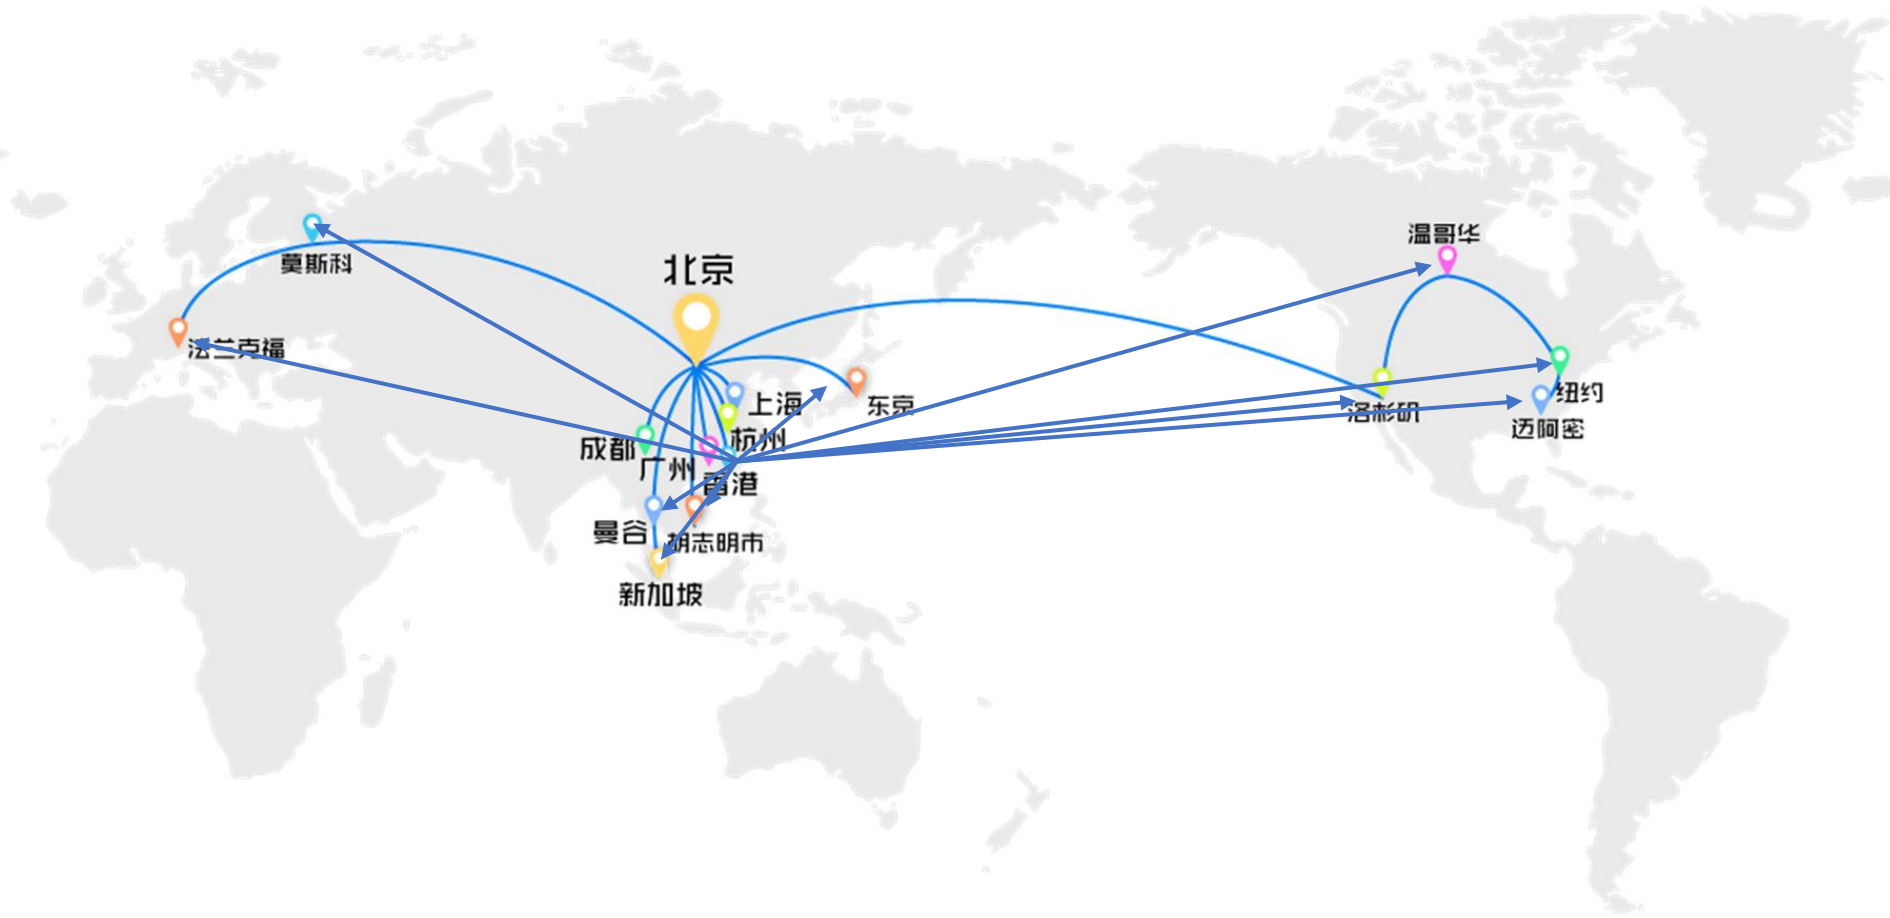 温哥华
莫斯科
北京
法兰克福
纽约
上海
东京
洛杉矶
迈阿密
杭州
成都
广州
香港
曼谷
胡志明市
新加坡